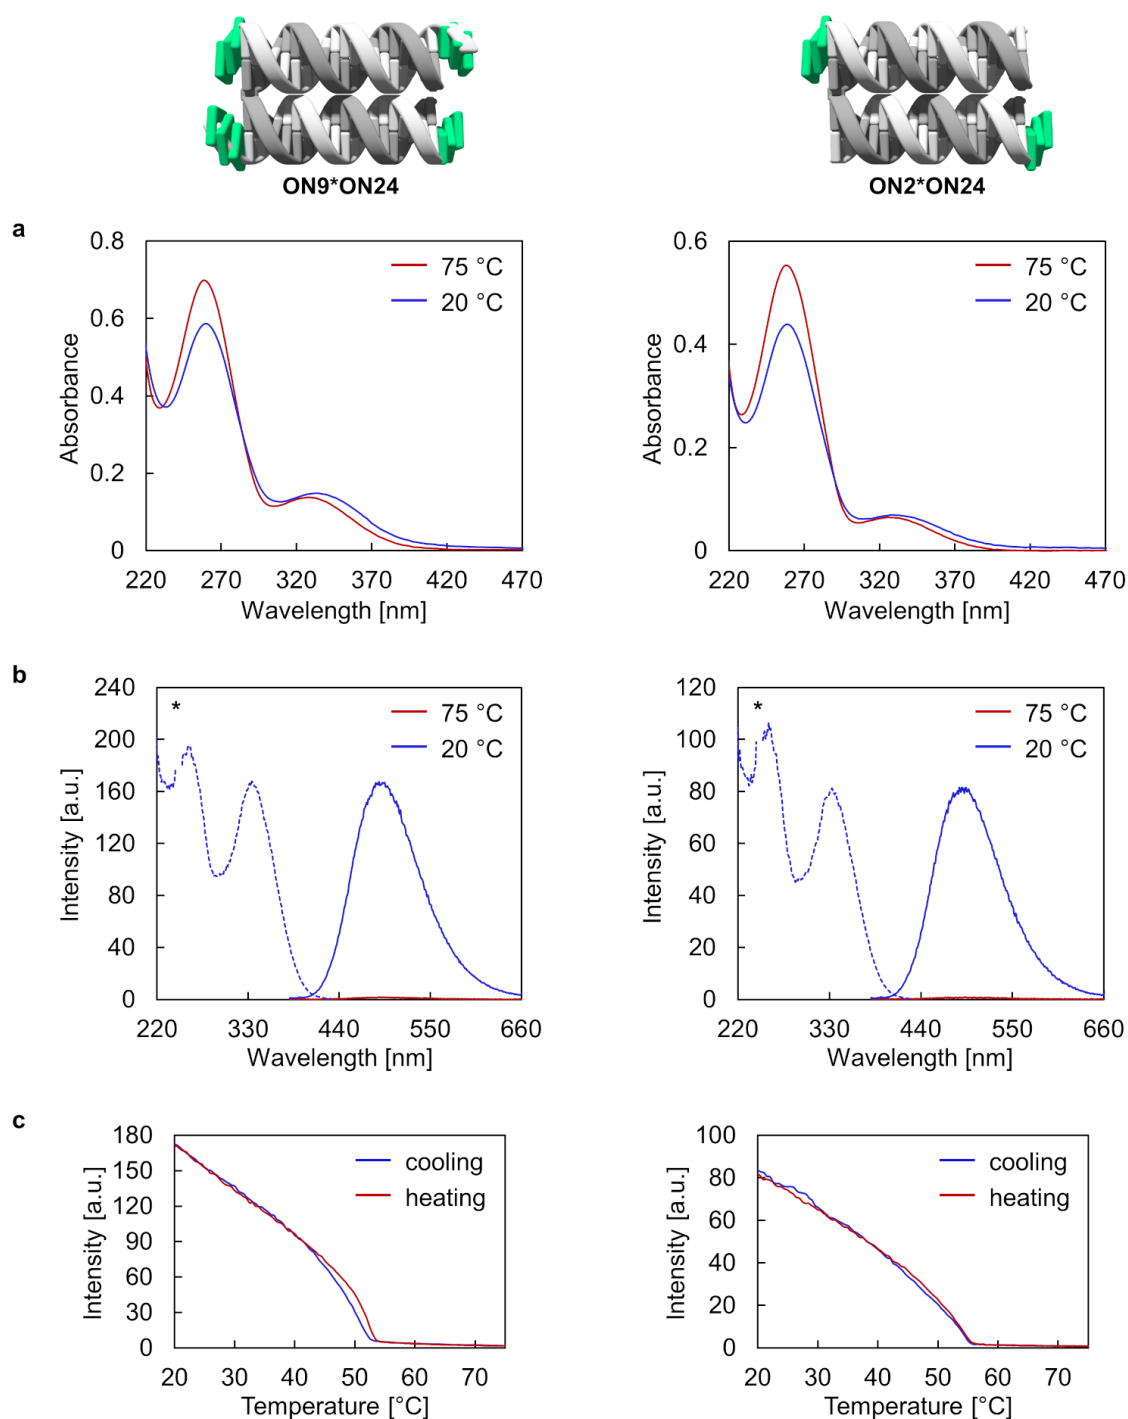 ON9*ON24
ON2*ON24
a
0.8
0.6
0.4
0.2
0
Absorbance
75 °C
20 °C
220 270 320 370 420 470
Wavelength [nm]
0.6
0.4
0.2
0
Absorbance
75 °C
20 °C
220 270 320 370 420 470
Wavelength [nm]
b
240
200
160
120
80
40
0
Intensity [a.u.]
*
75 °C
20 °C
220 330 440 550 660
Wavelength [nm]
120
100
80
60
40
20
0
Intensity [a.u.]
*
75 °C
20 °C
220 330 440 550 660
Wavelength [nm]
c
180
150
120
90
60
30
0
Intensity [a.u.]
cooling
heating
20 30 40 50 60 70
Temperature [°C]
100
80
60
40
20
0
Intensity [a.u.]
cooling
heating
20 30 40 50 60 70
Temperature [°C]